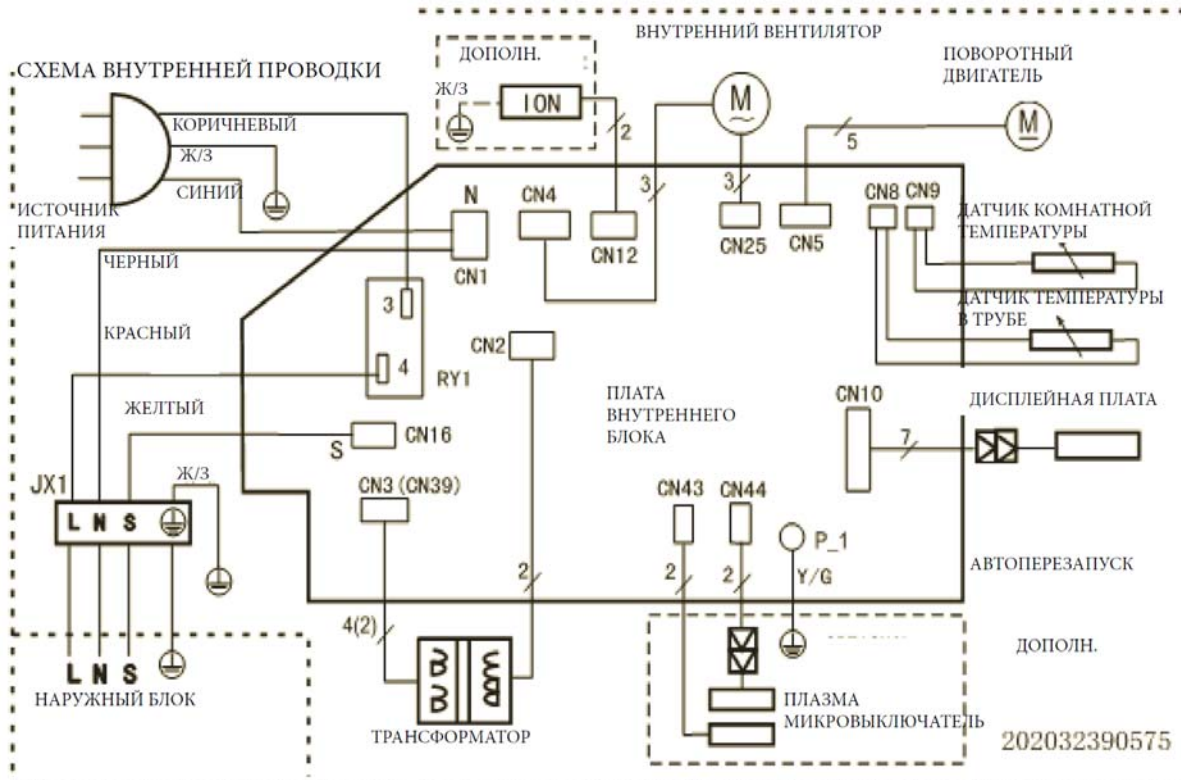 ВНУТРЕННИЙ ВЕНТИЛЯТОР
ДОПОЛН.
ПОВОРОТНЫЙ
ДВИГАТЕЛЬ
СХЕМА ВНУТРЕННЕЙ ПРОВОДКИ
Ж/З
ION
M
M
КОРИЧНЕВЫЙ
2
5
Ж/З
3
3
СИНИЙ
N
CN4
CN8
CN9
ИСТОЧНИК
ПИТАНИЯ
ДАТЧИК КОМНАТНОЙ
ТЕМПЕРАТУРЫ
CN12
CN25
CN5
ЧЕРНЫЙ
CN1
3
ДАТЧИК ТЕМПЕРАТУРЫ
В ТРУБЕ
КРАСНЫЙ
CN2
4
RY1
ПЛАТА
ВНУТРЕННЕГО
БЛОКА
CN10
ДИСПЛЕЙНАЯ ПЛАТА
ЖЕЛТЫЙ
CN16
S
7
Ж/З
JX1
CN3 (CN39)
CN43
CN44
L N S
P_1
АВТОПЕРЕЗАПУСК
2
2
2
Y/G
4(2)
ДОПОЛН.
L N S
НАРУЖНЫЙ БЛОК
ПЛАЗМА
МИКРОВЫКЛЮЧАТЕЛЬ
ТРАНСФОРМАТОР
202032390575